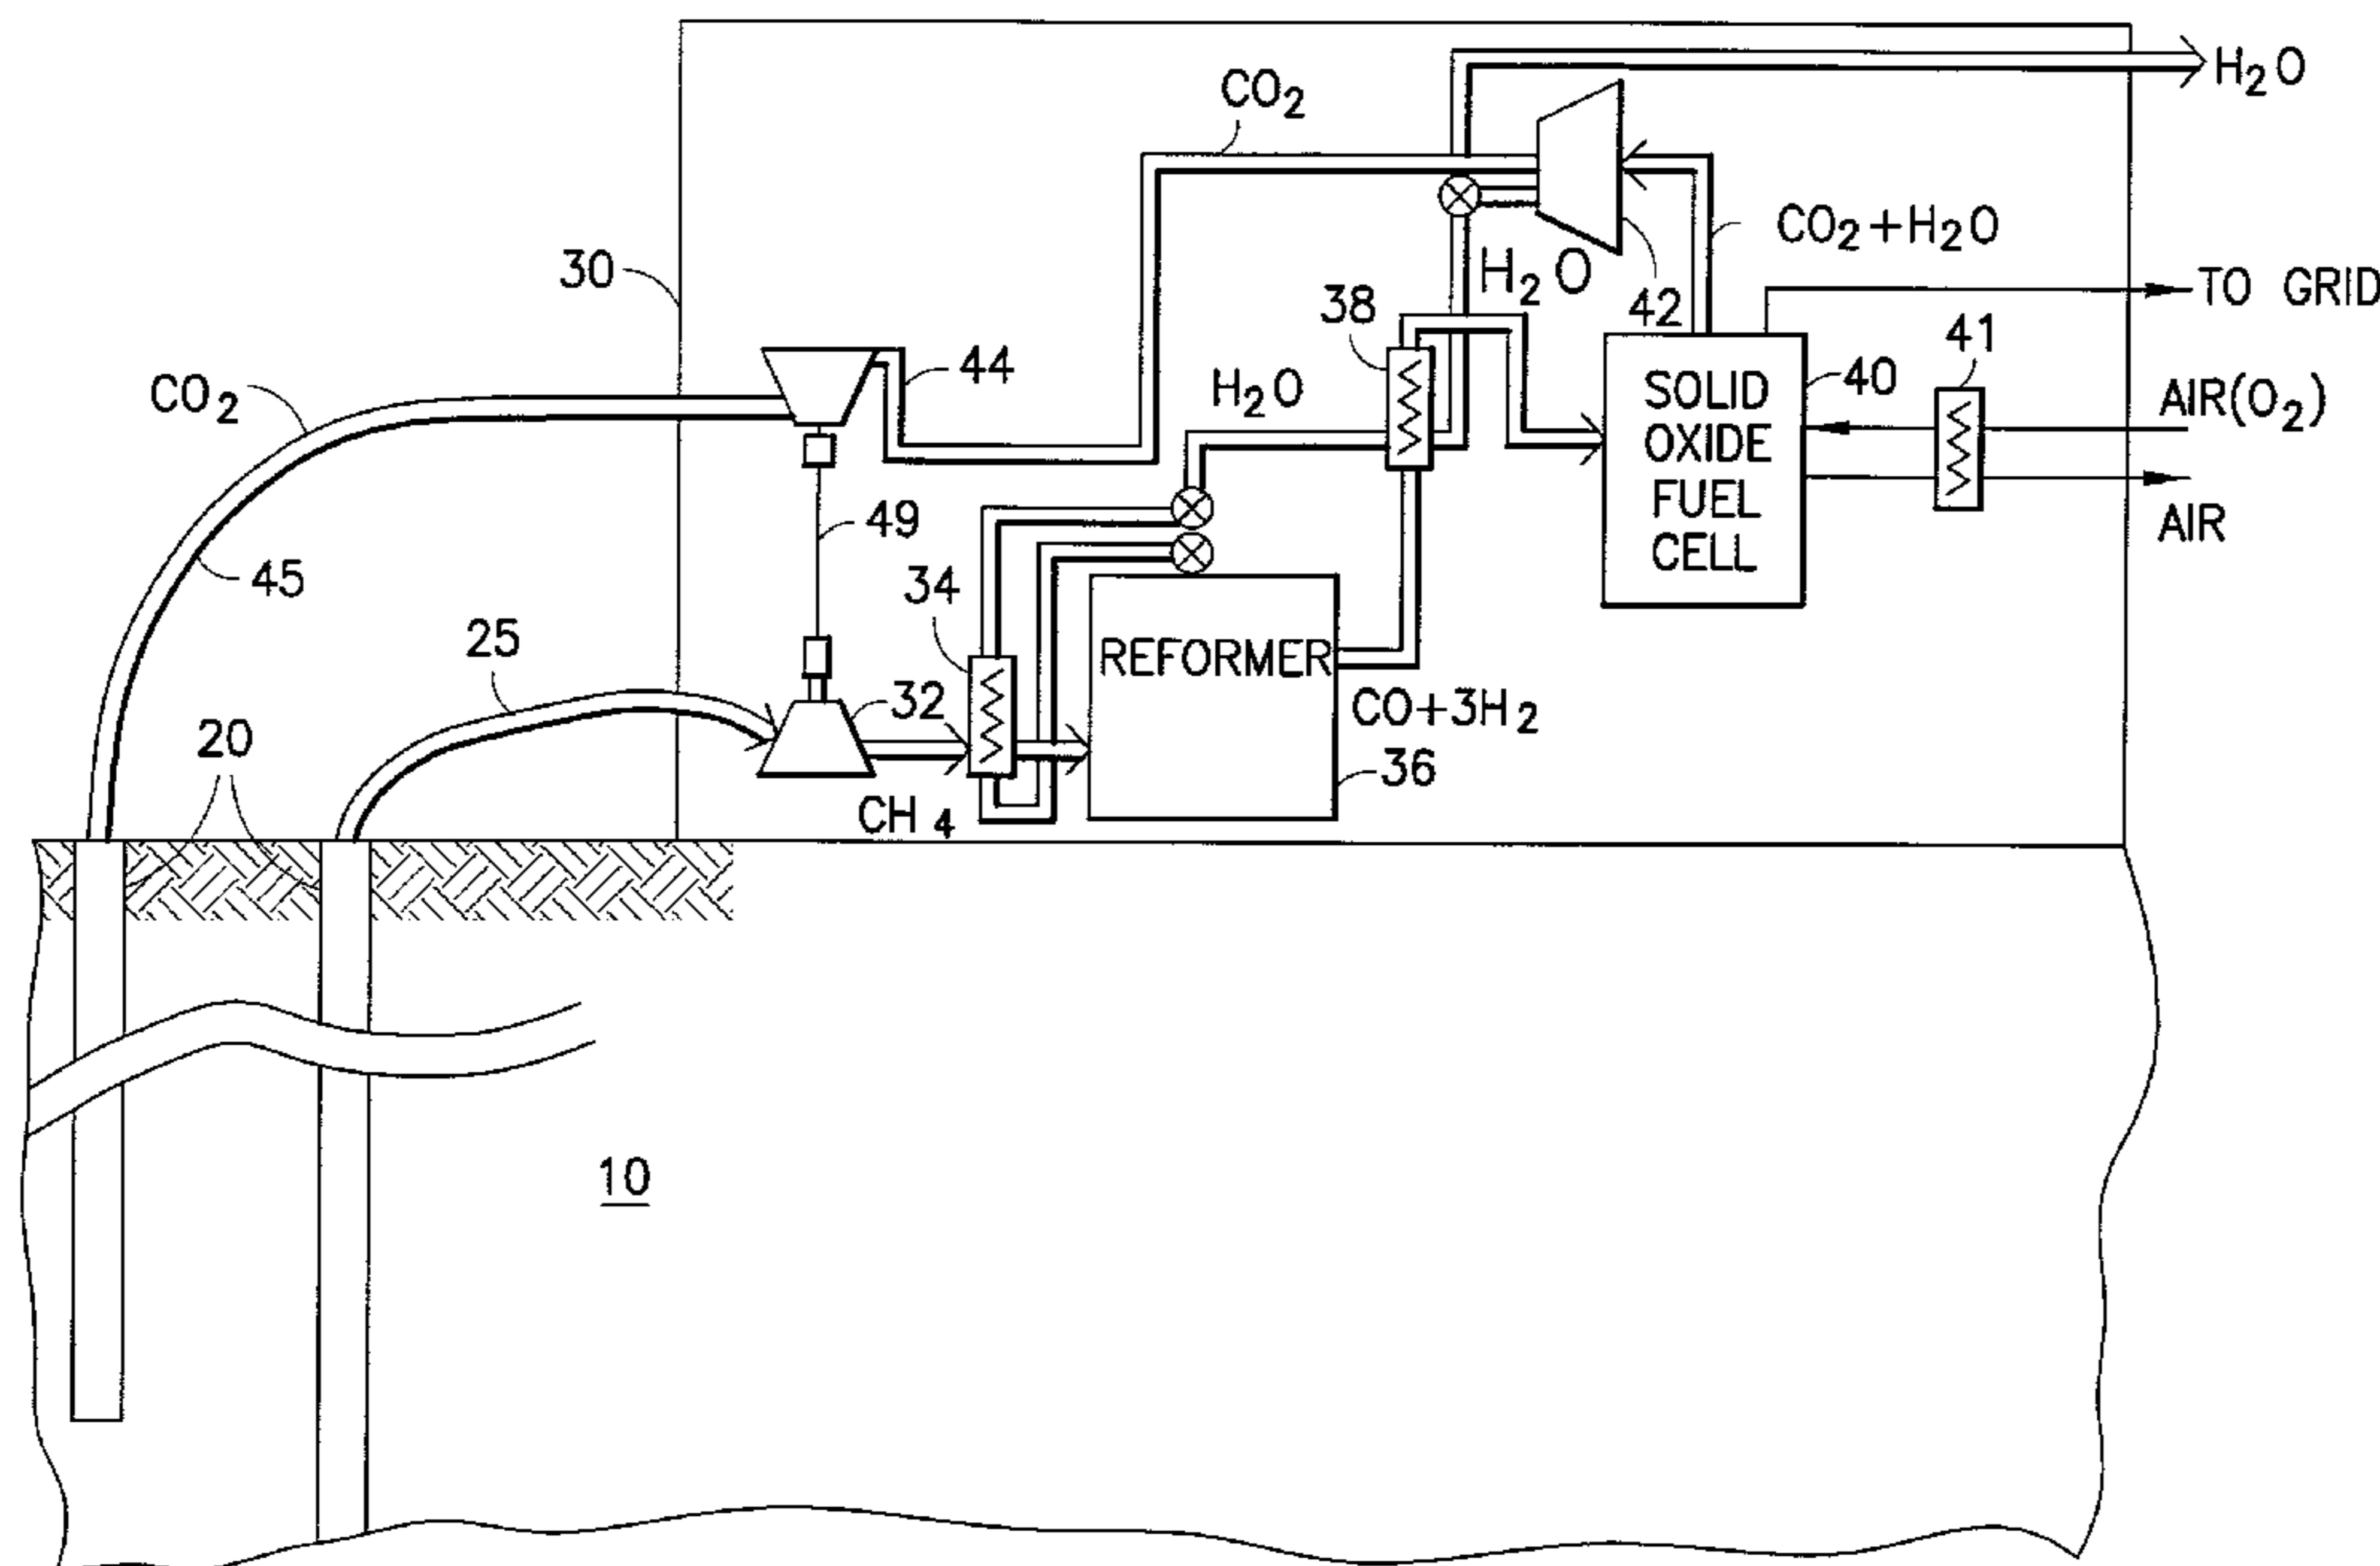 H2O
CO2
CO2+H2O
30
H2O
42
TO GRID
38
41
44
40
CO2
H2O
SOLID
OXIDE
FUEL
CELL
AIR(O2)
49
AIR
45
34
25
REFORMER
32
CO+3H2
20
36
CH4
10